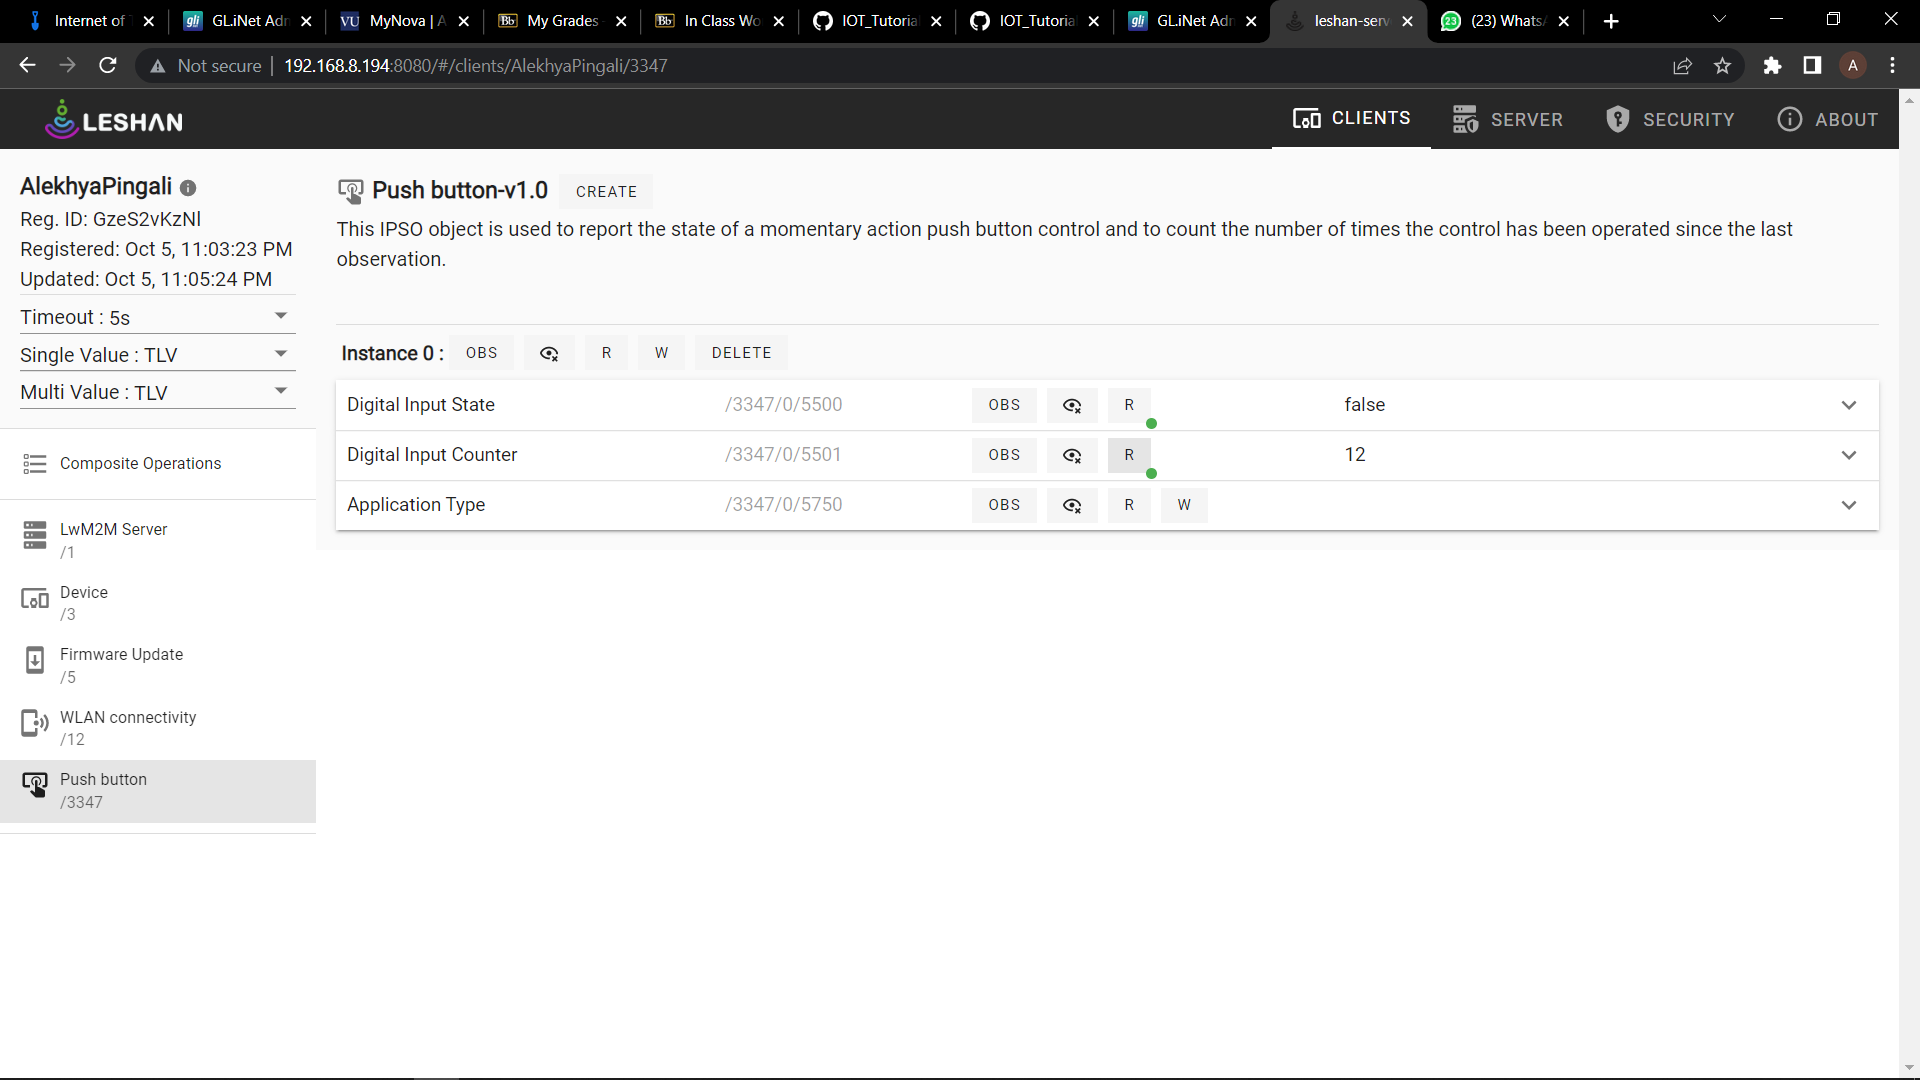 Internet of
GLiNet Adn
MyNova | A
My Grades
In Class Wo
IOT_Tutoria
IOT_Tutoria
GLiNet Adn
leshan-serv
(23) Whats
Not secure | 192.168.8.194:8080/#/clients/AlekhyaPingali/3347
A
LESHAN
CLIENTS
SERVER
SECURITY
ABOUT
AlekhyaPingali
Reg. ID: GzeS2vKzNl
Registered: Oct 5, 11:03:23 PM
Updated: Oct 5, 11:05:24 PM
Timeout : 5s
Single Value : TLV
Multi Value : TLV
Composite Operations
LwM2M Server
/1
Device
/3
Firmware Update
/5
WLAN connectivity
/12
Push button
/3347
Push button-v1.0 CREATE
This IPSO object is used to report the state of a momentary action push button control and to count the number of times the control has been operated since the last
observation.
Instance 0 : OBS R W DELETE
Digital Input State /3347/0/5500 OBS R false
Digital Input Counter /3347/0/5501 OBS R 12
Application Type /3347/0/5750 OBS R W